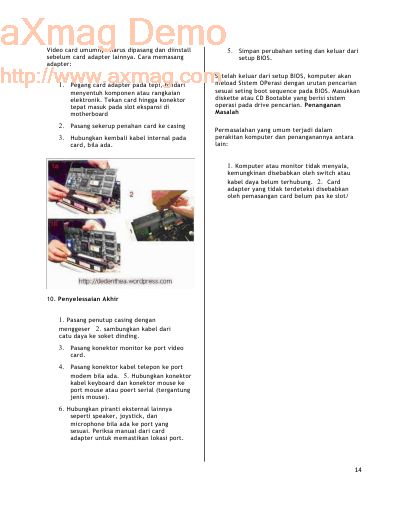 aXmag Demo
http://www.axmag.com
Video card umumnya harus dipasang dan diinstall
sebelum card adapter lainnya. Cara memasang
adapter:
1. Pegang card adapter pada tepi, hindari
menyentuh komponen atau rangkaian
elektronik. Tekan card hingga konektor
tepat masuk pada slot ekspansi di
motherboard
2. Pasang sekerup penahan card ke casing
3. Hubungkan kembali kabel internal pada
card, bila ada.
2
http://dedenthea.wordpress.com
10. Penyelessaian Akhir
1. Pasang penutup casing dengan
menggeser 2. sambungkan kabel dari
catu daya ke soket dinding.
3. Pasang konektor monitor ke port video
card.
4. Pasang konektor kabel telepon ke port
modem bila ada. 5. Hubungkan konektor
kabel keyboard dan konektor mouse ke
port mouse atau poert serial (tergantung
jenis mouse).
6. Hubungkan piranti eksternal lainnya
seperti speaker, joystick, dan
microphone bila ada ke port yang
sesuai. Periksa manual dari card
adapter untuk memastikan lokasi port.
5. Simpan perubahan seting dan keluar dari
setup BIOS.
Setelah keluar dari setup BIOS, komputer akan
meload Sistem OPerasi dengan urutan pencarian
sesuai seting boot sequence pada BIOS. Masukkan
diskette atau CD Bootable yang berisi sistem
operasi pada drive pencarian. Penanganan
Masalah
Permasalahan yang umum terjadi dalam
perakitan komputer dan penanganannya antara
lain:
1. Komputer atau monitor tidak menyala,
kemungkinan disebabkan oleh switch atau
kabel daya belum terhubung. 2. Card
adapter yang tidak terdeteksi disebabkan
oleh pemasangan card belum pas ke slot/
14